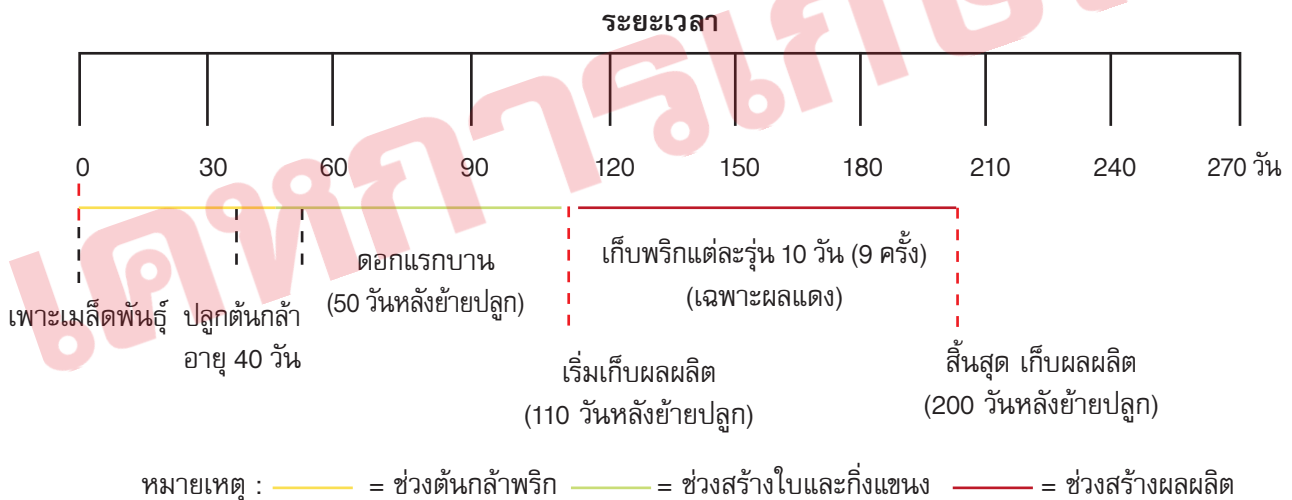 ระยะเวลา
0 30 60 90 120 150 180 210 240 270 วัน
เพาะเมล็ดพันธุ์
ปลูกต้นกล้า
อายุ 40 วัน
ดอกแรกบาน
(50 วันหลังย้ายปลูก)
เริ่มเก็บผลผลิต
(110 วันหลังย้ายปลูก)
เก็บพริกแต่ละรุ่น 10 วัน (9 ครั้ง)
(เฉพาะผลแดง)
สิ้นสุด เก็บผลผลิต
(200 วันหลังย้ายปลูก)
หมายเหตุ : = ช่วงต้นกล้าพริก = ช่วงสร้างใบและกิ่งแขนง = ช่วงสร้างผลผลิต